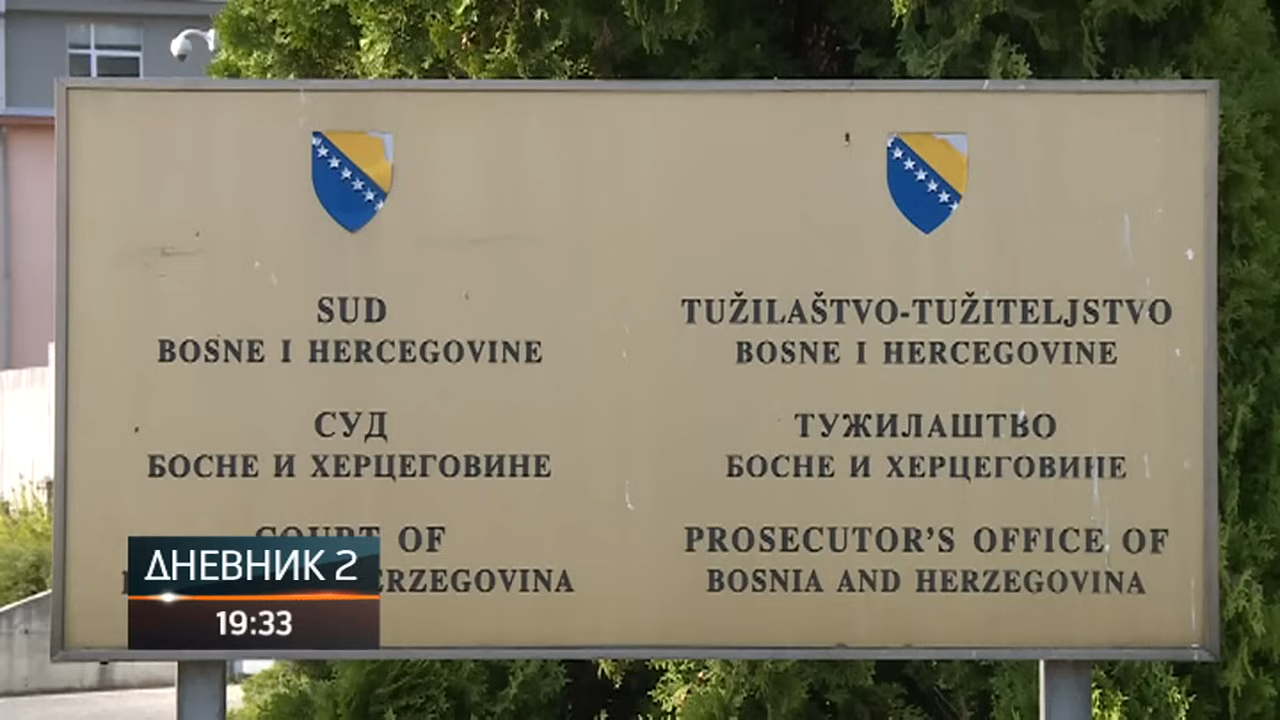 SUD
BOSNE I HERCEGOVINE
СУД
БОСНЕ И ХЕРЦЕГОВИНЕ
COURT OF
HERZEGOVINA
TUŽILAŠTVO-TUŽITELJSTVO
BOSNE I HERCEGOVINE
ТУЖИЛАШТВО
БОСНЕ И ХЕРЦЕГОВИНЕ
PROSECUTOR'S OFFICE OF
BOSNIA AND HERZEGOVINA
ДНЕВНИК 2
19:33